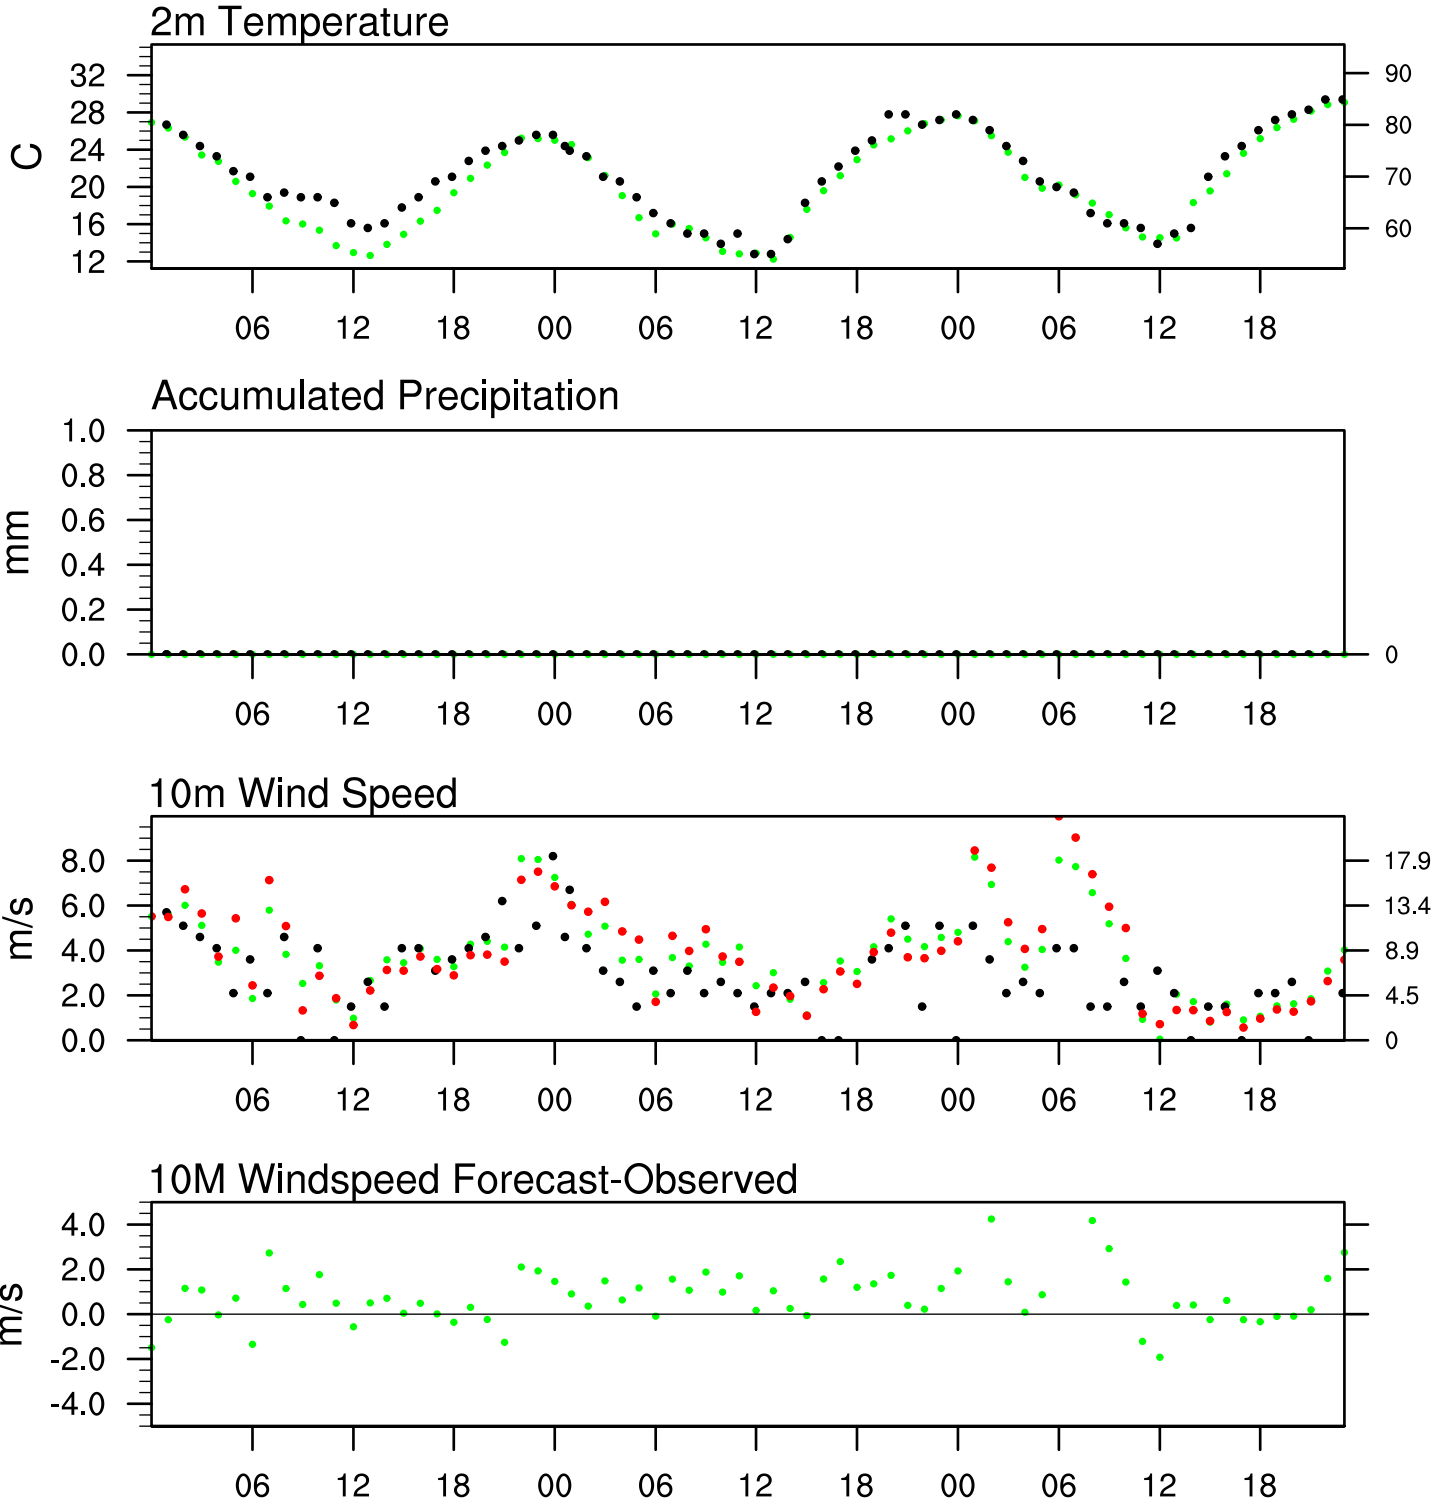 2m Temperature
32
28
24
20
16
12
C
90
80
70
60
06 12 18 00 06 12 18 00 06 12 18
Accumulated Precipitation
1.0
0.8
0.6
0.4
0.2
0.0
mm
0
06 12 18 00 06 12 18 00 06 12 18
10m Wind Speed
8.0
6.0
4.0
2.0
0.0
m/s
17.9
13.4
8.9
4.5
0
06 12 18 00 06 12 18 00 06 12 18
10M Windspeed Forecast-Observed
4.0
2.0
0.0
-2.0
-4.0
m/s
06 12 18 00 06 12 18 00 06 12 18